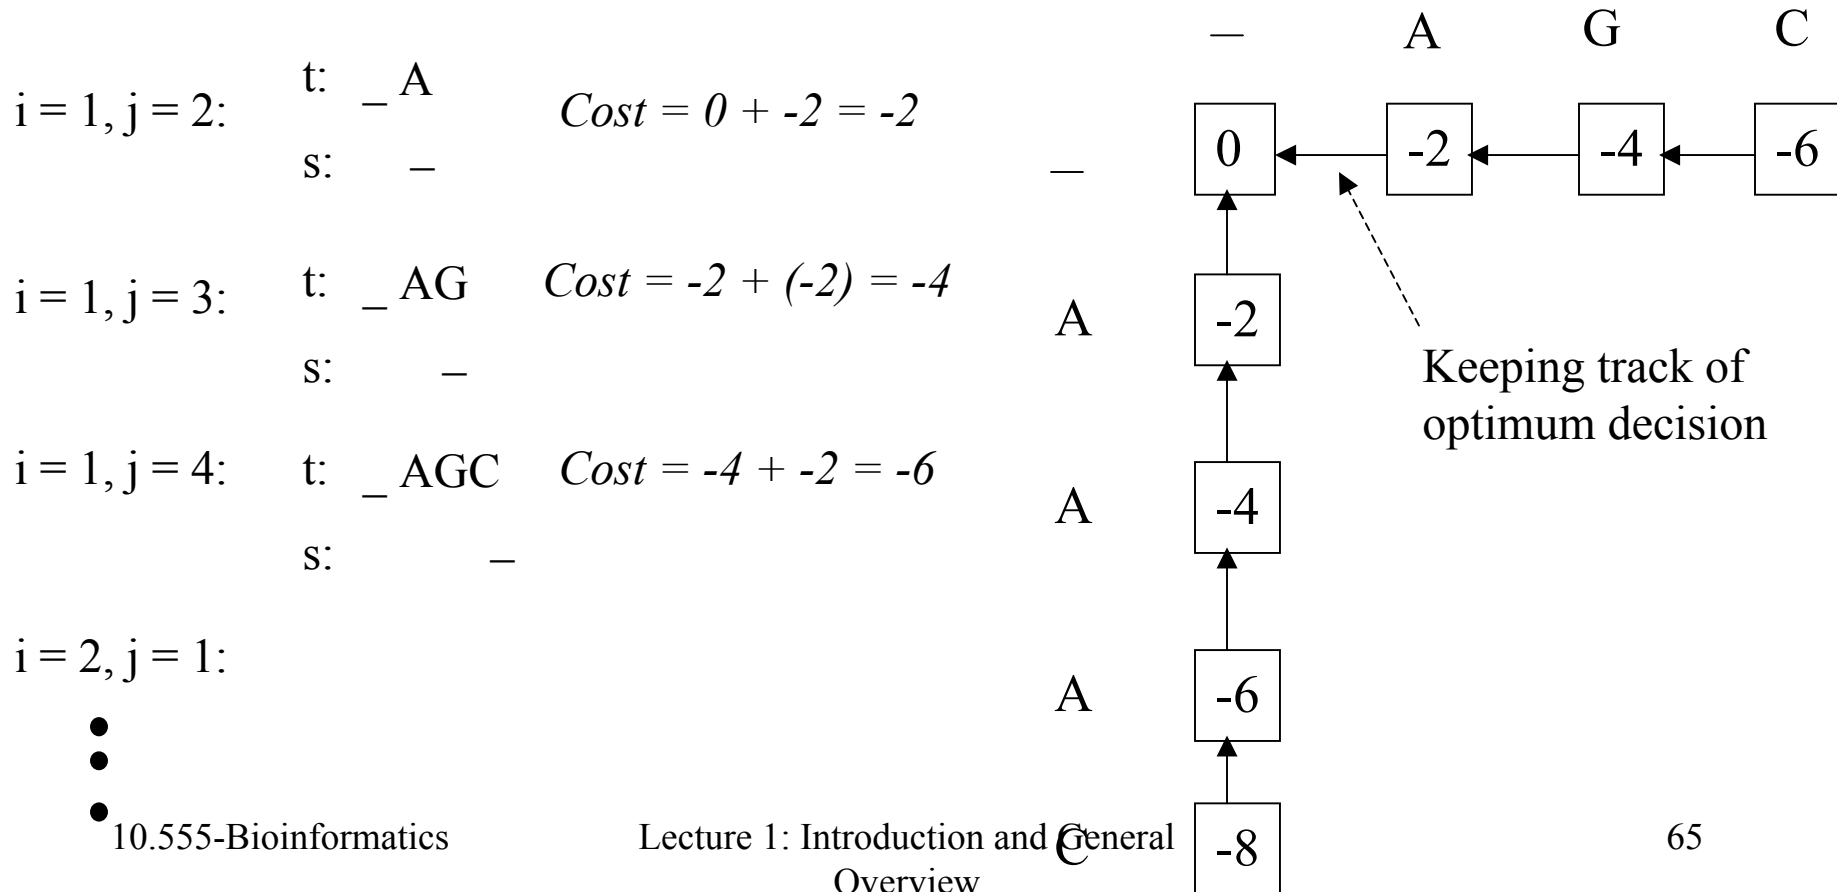 _ A G C
i = 1, j = 2: t: _ A Cost = 0 + -2 = -2
s: _
_ 0 -2 -4 -6
i = 1, j = 3: t: _ AG Cost = -2 + (-2) = -4
s: _
A -2
Keeping track of
optimum decision
i = 1, j = 4: t: _ AGC Cost = -4 + -2 = -6
s: _
A -4
i = 2, j = 1:
A -6
C -8
10.555-Bioinformatics Lecture 1: Introduction and General 65
Overview